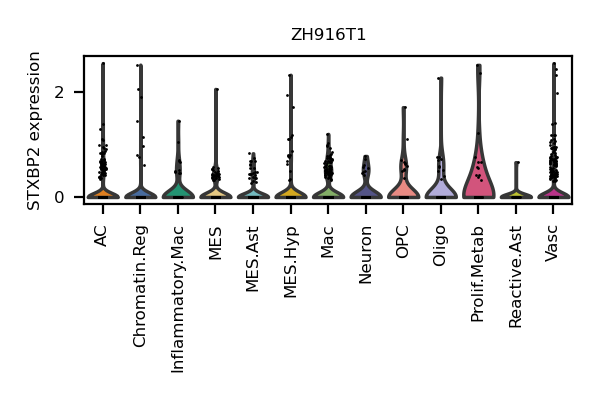 ZH916T1
STXBP2 expression
2
0
AC
Chromatin.Reg
Inflammatory.Mac
MES
MES.Ast
MES.Hyp
Mac
Neuron
OPC
Oligo
Prolif.Metab
Reactive.Ast
Vasc